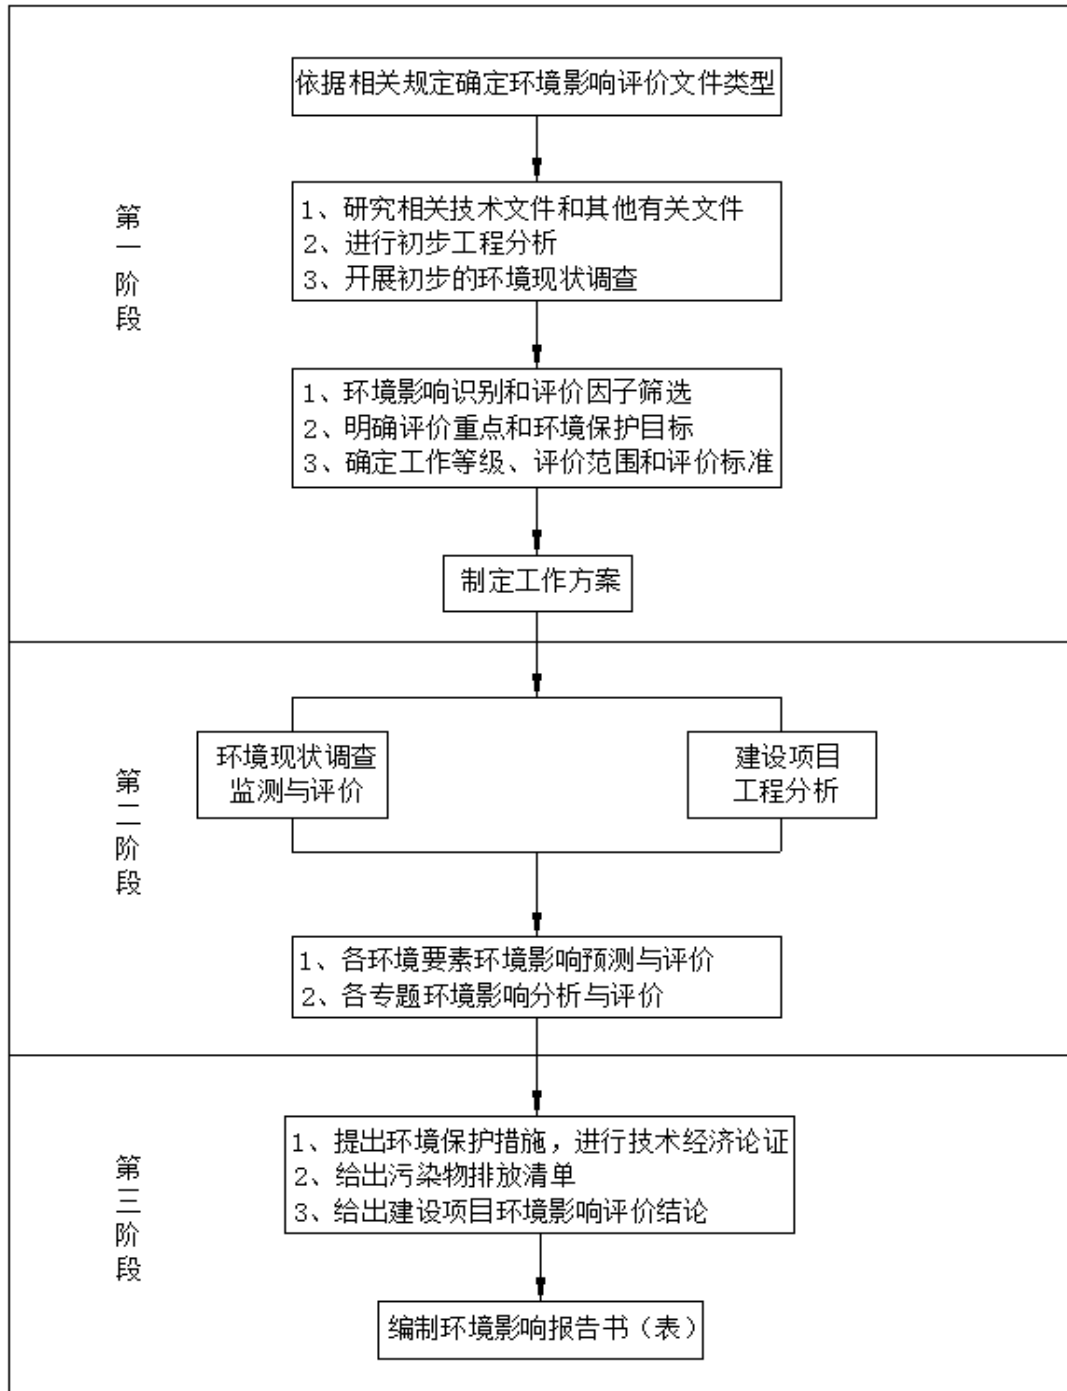 依据相关规定确定环境影响评价文件类型
第一阶段
1、研究相关技术文件和其他有关文件
2、进行初步工程分析
3、开展初步的环境现状调查
1、环境影响识别和评价因子筛选
2、明确评价重点和环境保护目标
3、确定工作等级、评价范围和评价标准
制定工作方案
第二阶段
环境现状调查
监测与评价
建设项目
工程分析
1、各环境要素环境影响预测与评价
2、各专题环境影响分析与评价
第三阶段
1、提出环境保护措施，进行技术经济论证
2、给出污染物排放清单
3、给出建设项目环境影响评价结论
编制环境影响报告书（表）